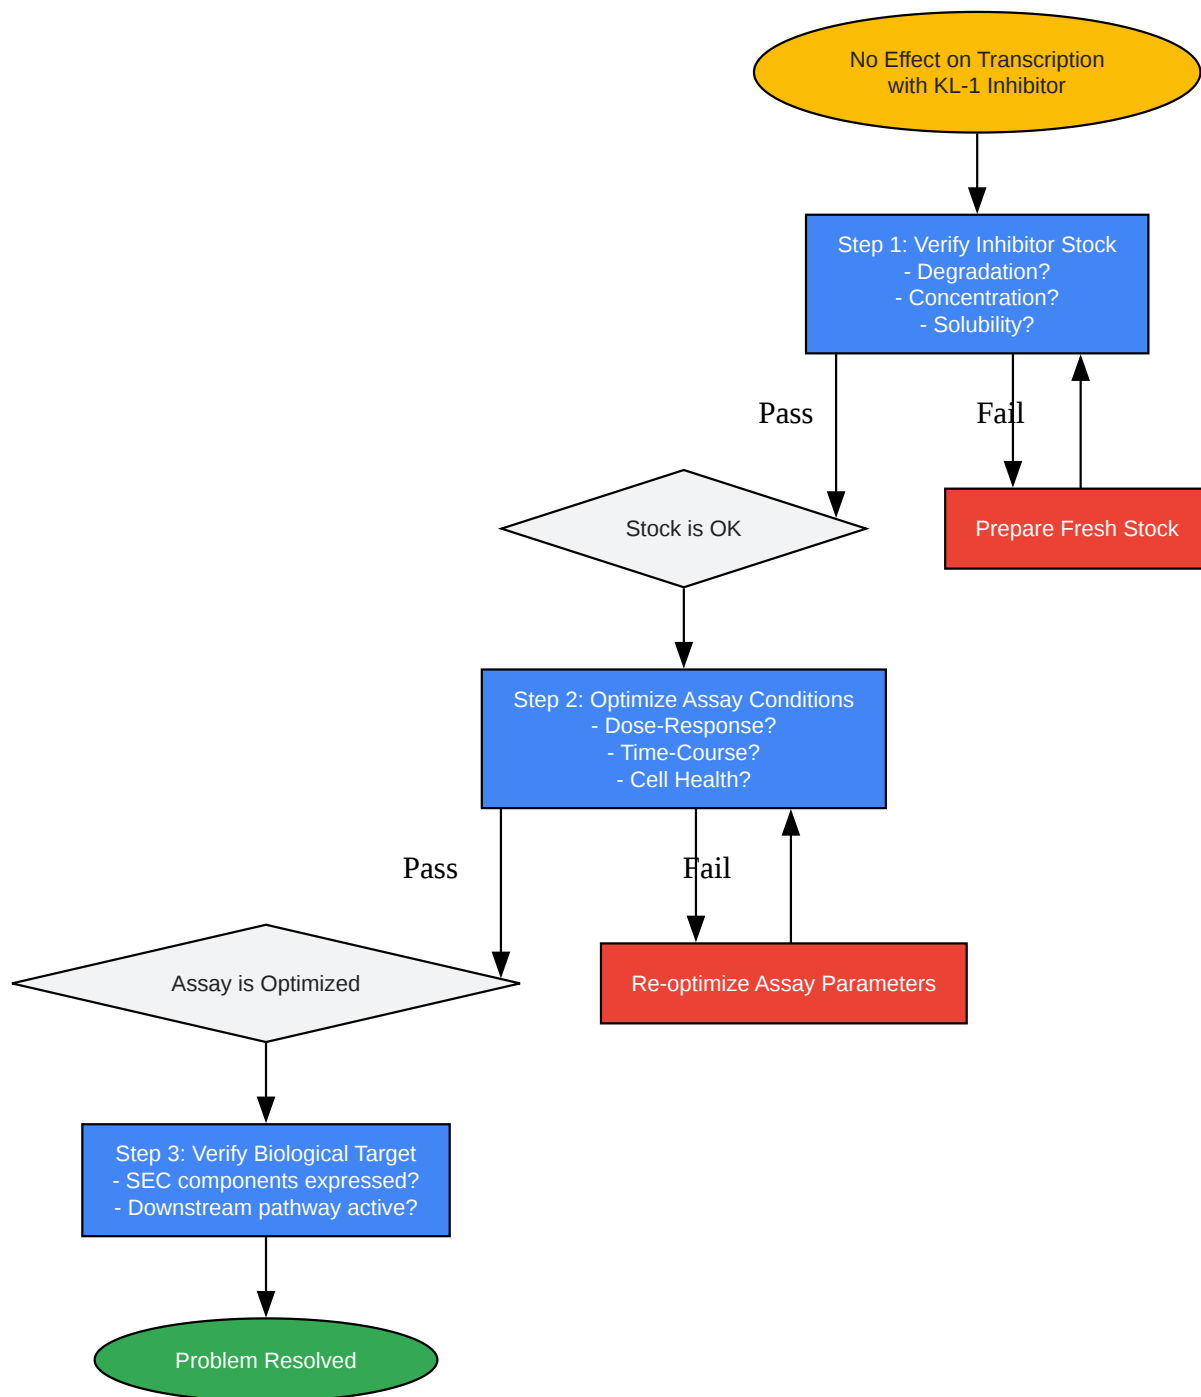 No Effect on Transcription
with KL-1 Inhibitor
Step 1: Verify Inhibitor Stock
- Degradation?
- Concentration?
- Solubility?
Pass
Fail
Stock is OK
Prepare Fresh Stock
Step 2: Optimize Assay Conditions
- Dose-Response?
- Time-Course?
- Cell Health?
Pass
Fail
Assay is Optimized
Re-optimize Assay Parameters
Step 3: Verify Biological Target
- SEC components expressed?
- Downstream pathway active?
Problem Resolved